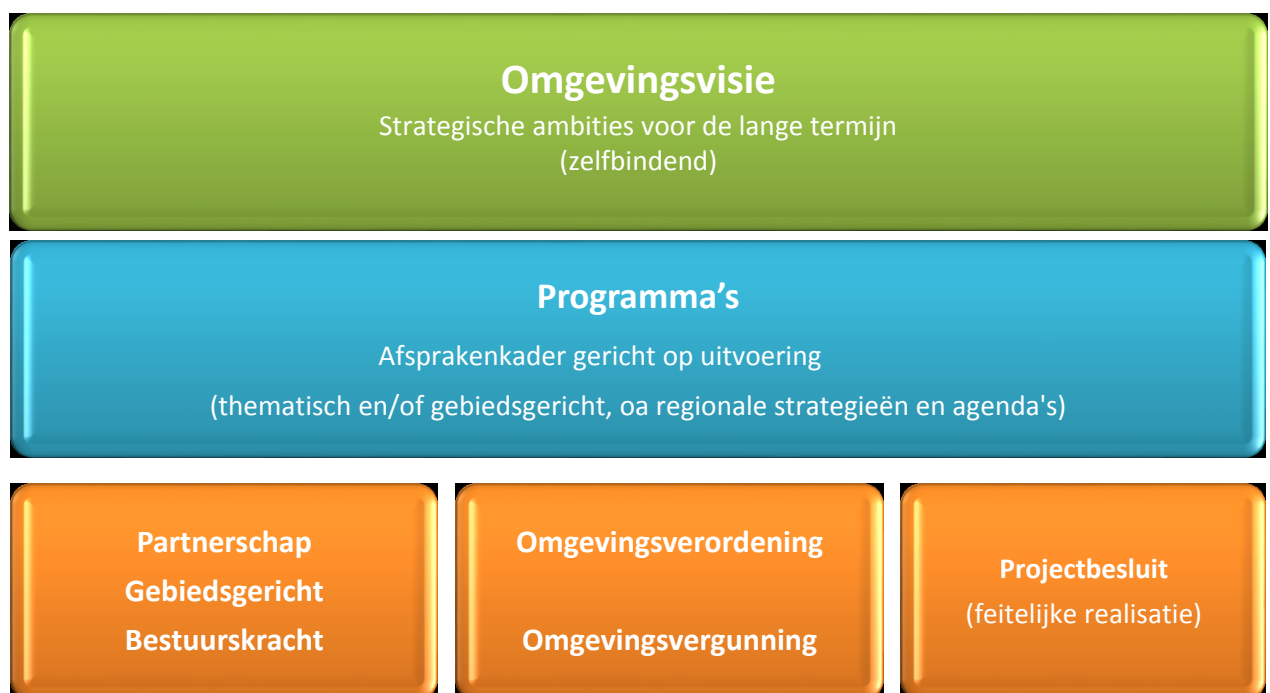 Omgevingsvisie
Strategische ambities voor de lange termijn
(zelfbindend)
Programma’s
Afsprakenkader gericht op uitvoering
(thematisch en/of gebiedsgericht, oa regionale strategieën en agenda's)
Partnerschap
Gebiedsgericht
Bestuurskracht
Omgevingsverordening
Omgevingsvergunning
Projectbesluit
(feitelijke realisatie)